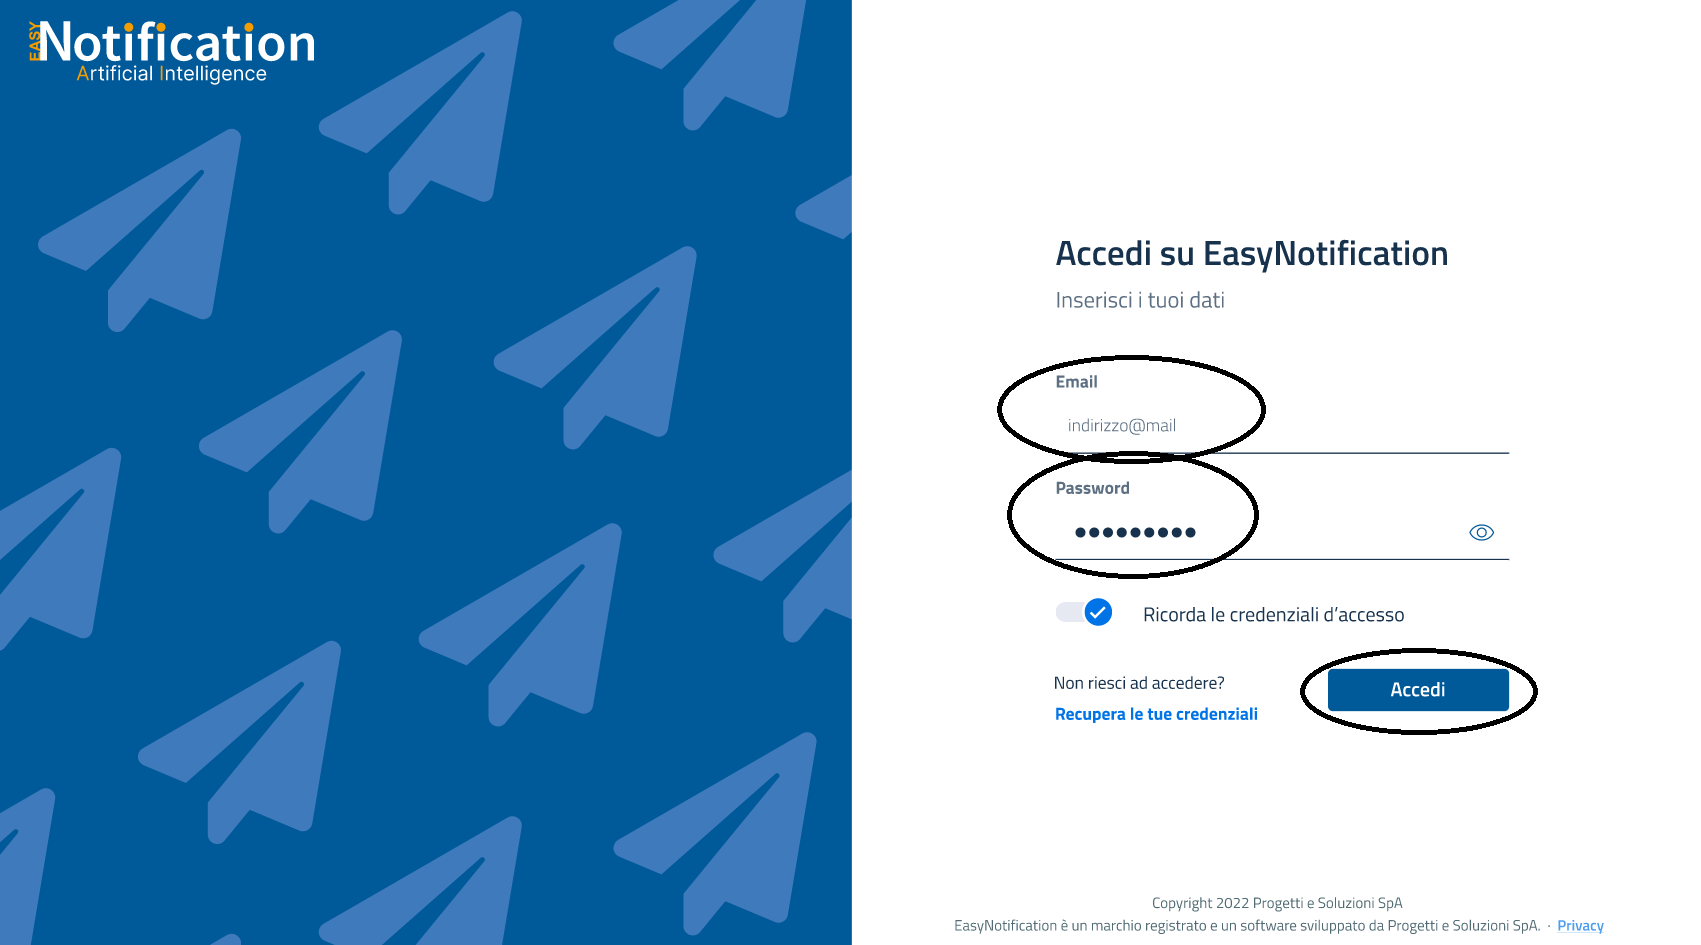 EASY
Notification
Artificial Intelligence
Accedi su EasyNotification
Inserisci i tuoi dati
Email
indirizzo@mail
Password
Ricorda le credenziali d’accesso
Non riesci ad accedere?
Accedi
Recupera le tue credenziali
Copyright 2022 Progetti e Soluzioni SpA
EasyNotification è un marchio registrato e un software sviluppato da Progetti e Soluzioni SpA. · Privacy